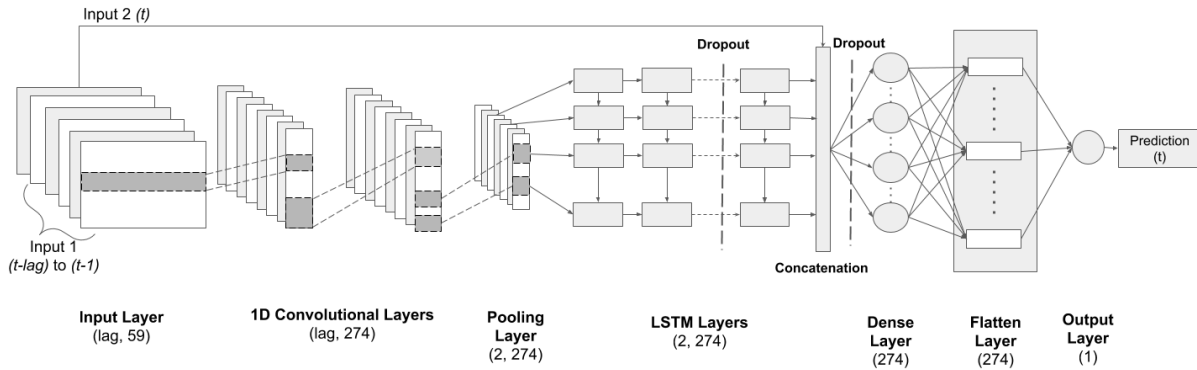 Input 2 (t)
Dropout
Dropout
Prediction
(t)
Input 1
(t-lag) to (t-1)
Concatenation
Input Layer
(lag, 59)
1D Convolutional Layers
(lag, 274)
Pooling
Layer
(2, 274)
LSTM Layers
(2, 274)
Dense
Layer
(274)
Flatten
Layer
(274)
Output
Layer
(1)